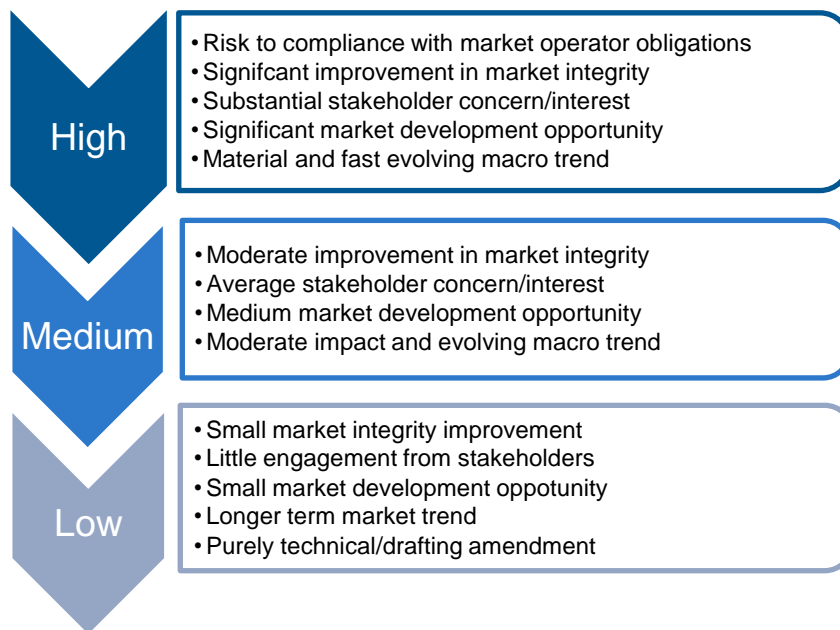 High
• Risk to compliance with market operator obligations
• Signifcant improvement in market integrity
• Substantial stakeholder concern/interest
• Significant market development opportunity
• Material and fast evolving macro trend
Medium
• Moderate improvement in market integrity
• Average stakeholder concern/interest
• Medium market development opportunity
• Moderate impact and evolving macro trend
Low
• Small market integrity improvement
• Little engagement from stakeholders
• Small market development oppotunity
• Longer term market trend
• Purely technical/drafting amendment